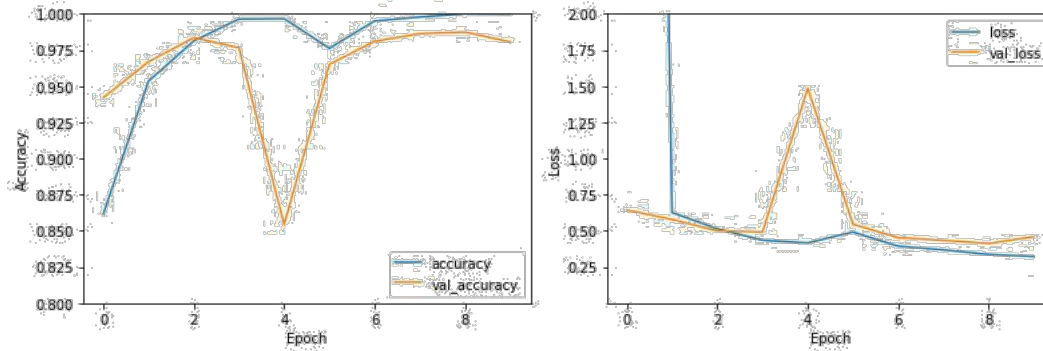 1.000
0.975
0.950
0.925
0.900
0.875
0.850
0.825
0.800
Accuracy
0 2 4 6 8
Epoch
accuracy
val_accuracy
2.00
1.75
1.50
1.25
1.00
0.75
0.50
0.25
Loss
0 2 4 6 8
Epoch
loss
val_loss